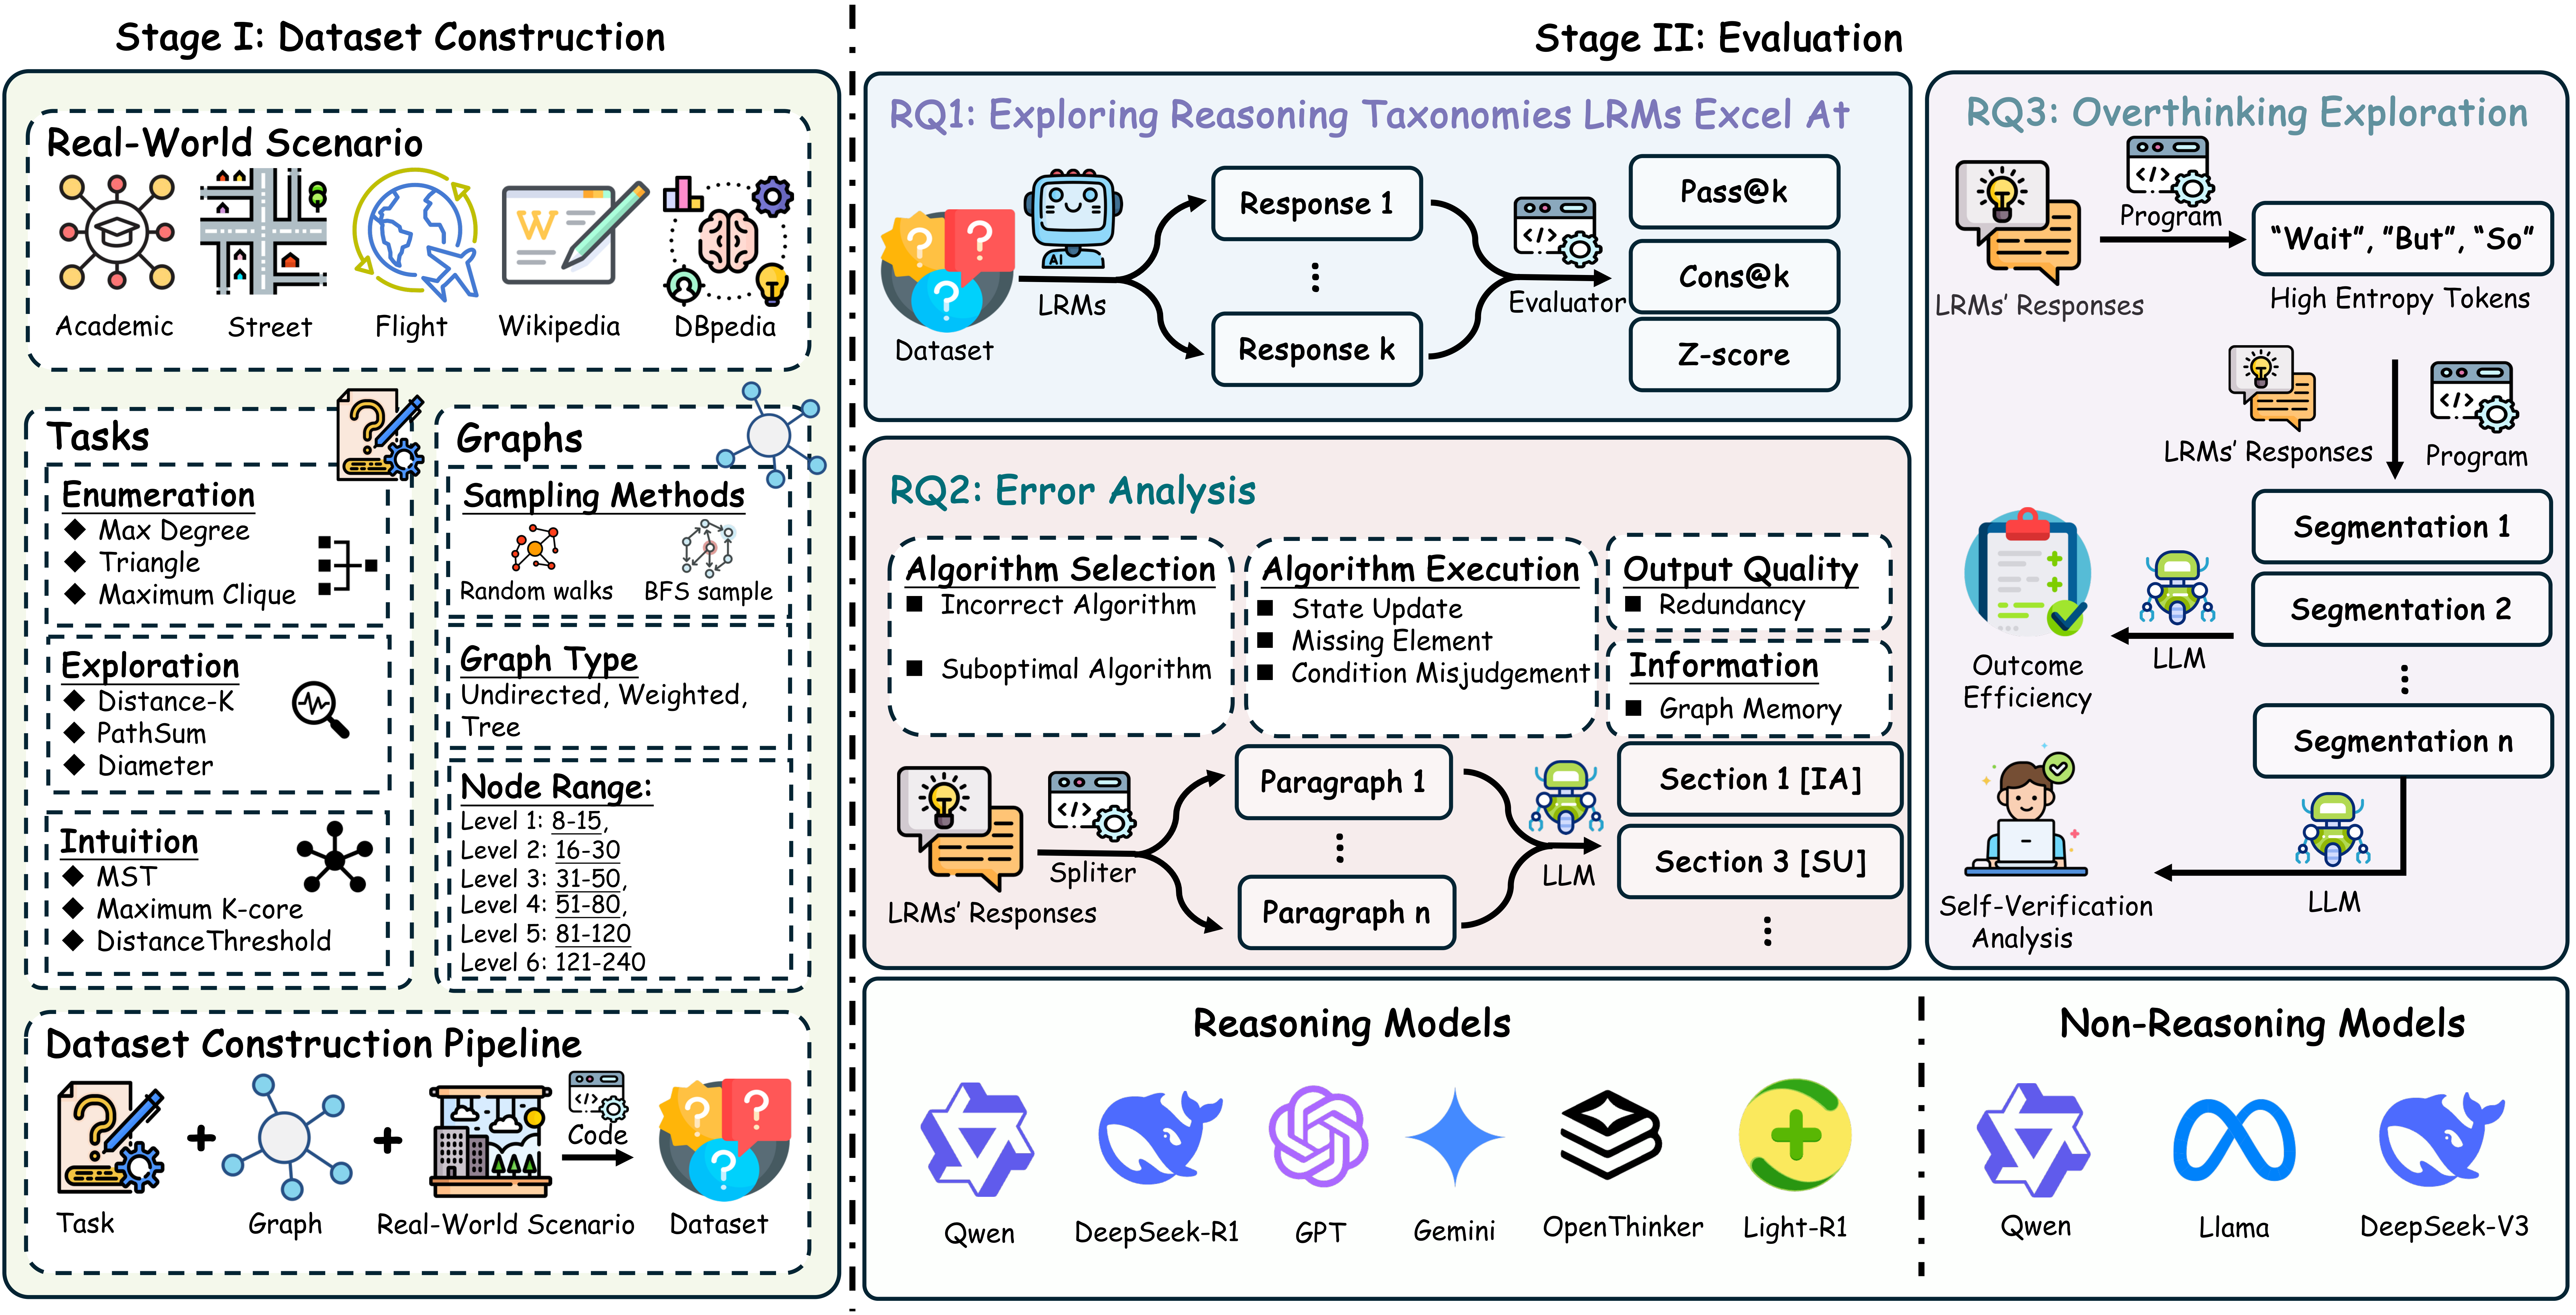 Stage I: Dataset Construction
Real-World Scenario
W
Academic
Street
Flight
Wikipedia
DBpedia
Tasks
Enumeration
Max Degree
Triangle
Maximum Clique
Exploration
Distance-K
PathSum
Diameter
Intuition
MST
Maximum K-core
DistanceThreshold
Graphs
Sampling Methods
Random walks
BFS sample
Graph Type
Undirected, Weighted,
Tree
Node Range:
Level 1: 8-15,
Level 2: 16-30
Level 3: 31-50,
Level 4: 51-80,
Level 5: 81-120
Level 6: 121-240
Dataset Construction Pipeline
? + + </> ? ? ?
Code
Task
Graph
Real-World Scenario
Dataset
Stage II: Evaluation
RQ1: Exploring Reasoning Taxonomies LRMs Excel At
? ? ?
Dataset
AI
LRMs
Response 1
Response k
</>
Evaluator
Pass@k
Cons@k
Z-score
RQ2: Error Analysis
Algorithm Selection
Incorrect Algorithm
Suboptimal Algorithm
Algorithm Execution
State Update
Missing Element
Condition Misjudgement
Output Quality
Redundancy
Information
Graph Memory
LRMs' Responses
</>
Spliter
Paragraph 1
Paragraph n
LLM
Section 1 [IA]
Section 3 [SU]
RQ3: Overthinking Exploration
LRMs' Responses
</>
Program
“Wait”, ”But”, “So”
High Entropy Tokens
LRMs' Responses
</>
Program
Segmentation 1
Segmentation 2
Segmentation n
LLM
Outcome
Efficiency
LLM
Self-Verification
Analysis
Reasoning Models
Qwen
DeepSeek-R1
GPT
Gemini
OpenThinker
Light-R1
Non-Reasoning Models
Qwen
Llama
DeepSeek-V3